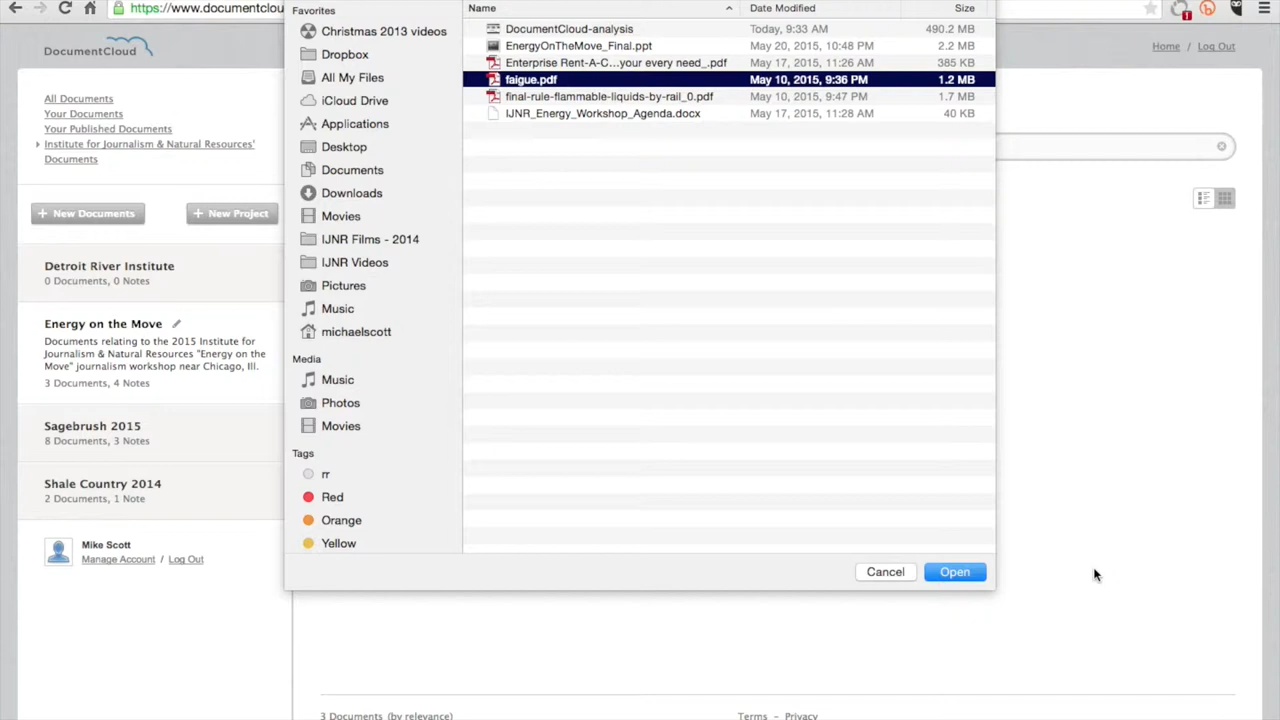 https://www.documentclou
DocumentCloud
Home / Log Out
All Documents
Your Documents
Your Published Documents
Institute for Journalism & Natural Resources'
Documents
+ New Documents
+ New Project
Detroit River Institute
0 Documents, 0 Notes
Energy on the Move
Documents relating to the 2015 Institute for
Journalism & Natural Resources "Energy on the
Move" journalism workshop near Chicago, Ill.
3 Documents, 4 Notes
Sagebrush 2015
8 Documents, 3 Notes
Shale Country 2014
2 Documents, 1 Note
Mike Scott
Manage Account / Log Out
Favorites
Christmas 2013 videos
Dropbox
All My Files
iCloud Drive
Applications
Desktop
Documents
Downloads
Movies
IJNR Films - 2014
IJNR Videos
Pictures
Music
michaelscott
Media
Music
Photos
Movies
Tags
rr
Red
Orange
Yellow
Name Date Modified Size
DocumentCloud-analysis Today, 9:33 AM 490.2 MB
EnergyOnTheMove_Final.ppt May 20, 2015, 10:48 PM 2.2 MB
Enterprise Rent-A-C...your every need_.pdf May 17, 2015, 11:26 AM 385 KB
faigue.pdf May 10, 2015, 9:36 PM 1.2 MB
final-rule-flammable-liquids-by-rail_0.pdf May 10, 2015, 9:47 PM 1.7 MB
IJNR_Energy_Workshop_Agenda.docx May 17, 2015, 11:28 AM 40 KB
Cancel Open
3 Documents (by relevance)
Terms – Privacy